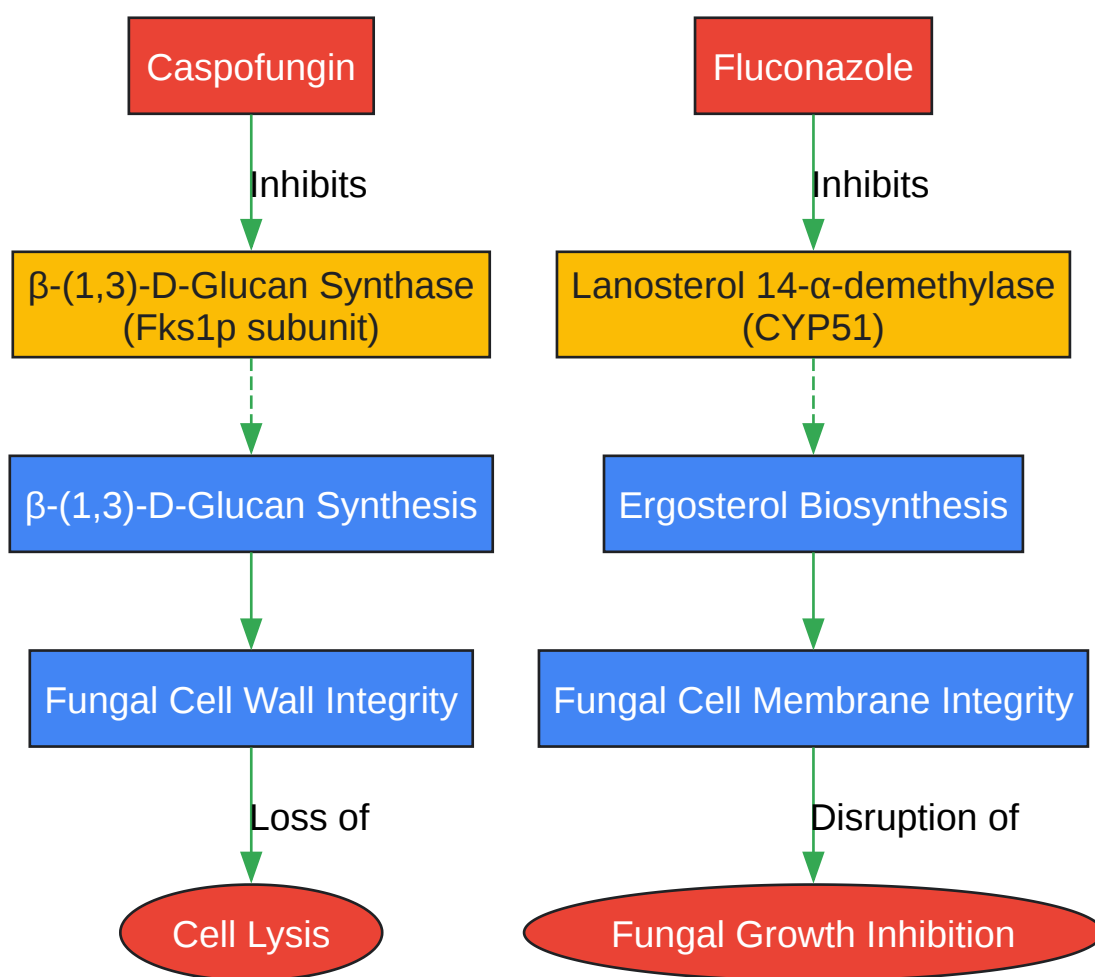 Caspofungin
Inhibits
β-(1,3)-D-Glucan Synthase
(Fks1p subunit)
β-(1,3)-D-Glucan Synthesis
Fungal Cell Wall Integrity
Loss of
Cell Lysis
Fluconazole
Inhibits
Lanosterol 14-α-demethylase
(CYP51)
Ergosterol Biosynthesis
Fungal Cell Membrane Integrity
Disruption of
Fungal Growth Inhibition